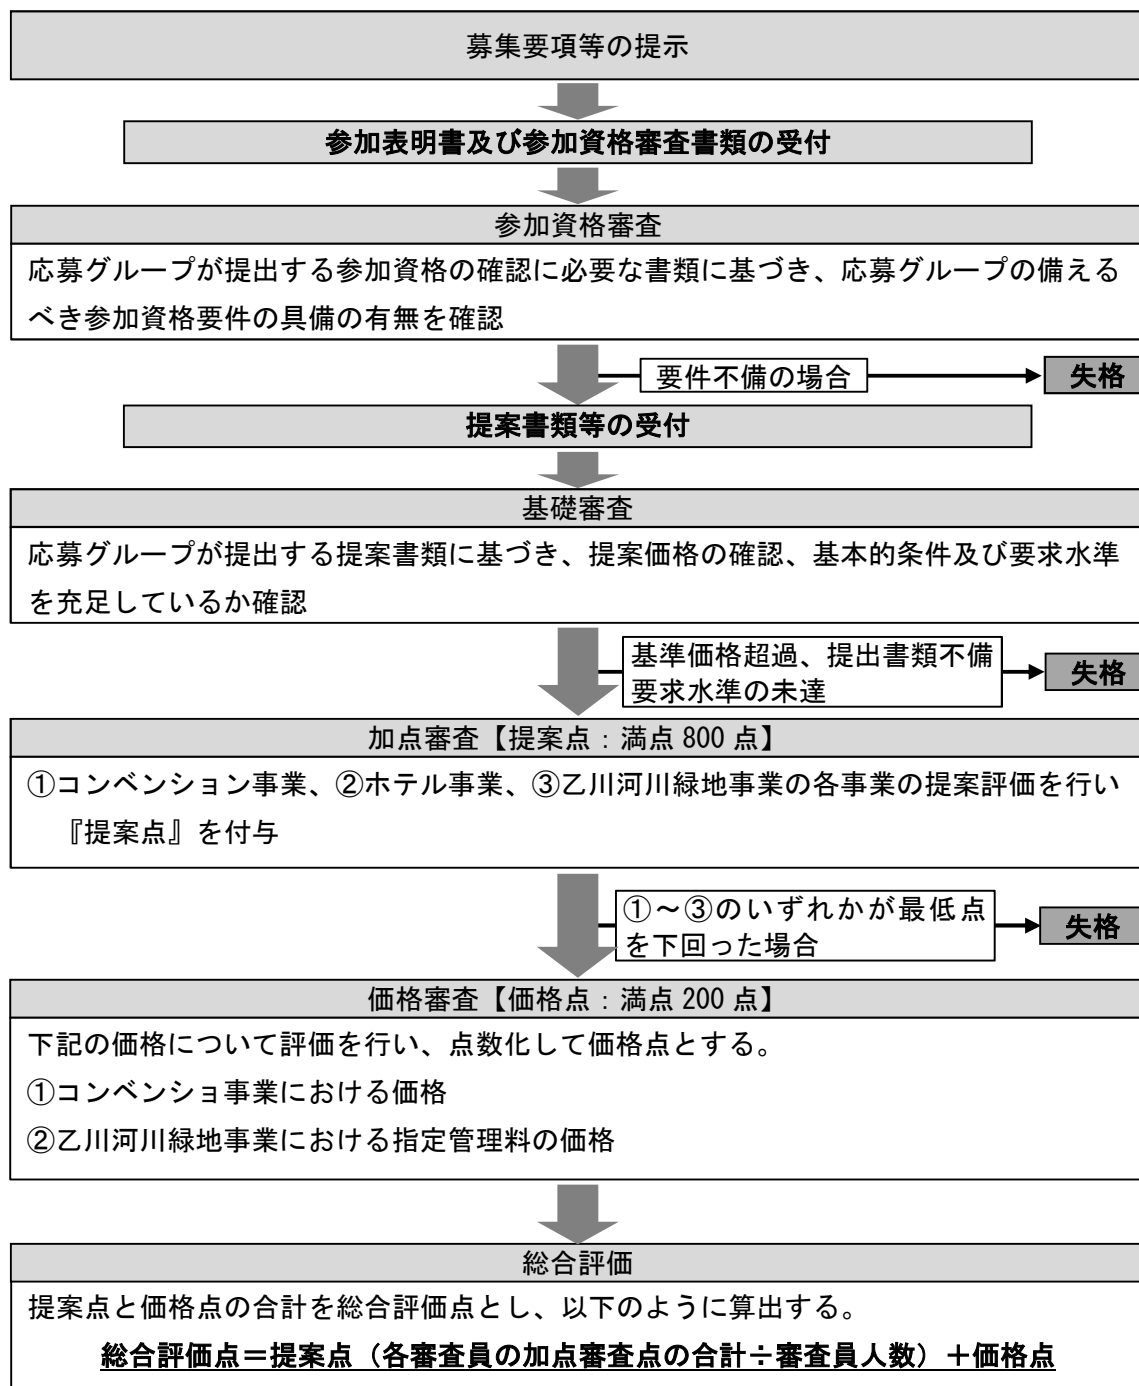 募集要項等の提示
参加表明書及び参加資格審査書類の受付
参加資格審査
応募グループが提出する参加資格の確認に必要な書類に基づき、応募グループの備える
べき参加資格要件の具備の有無を確認
要件不備の場合
失格
提案書類等の受付
基礎審査
応募グループが提出する提案書類に基づき、提案価格の確認、基本的条件及び要求水準
を充足しているか確認
基準価格超過、提出書類不備
要求水準の未達
失格
加点審査【提案点：満点 800 点】
①コンベンション事業、②ホテル事業、③乙川河川緑地事業の各事業の提案評価を行い
『提案点』を付与
①～③のいずれかが最低点
を下回った場合
失格
価格審査【価格点：満点 200 点】
下記の価格について評価を行い、点数化して価格点とする。
①コンベンショ事業における価格
②乙川河川緑地事業における指定管理料の価格
総合評価
提案点と価格点の合計を総合評価点とし、以下のように算出する。
総合評価点＝提案点（各審査員の加点審査点の合計÷審査員人数）＋価格点